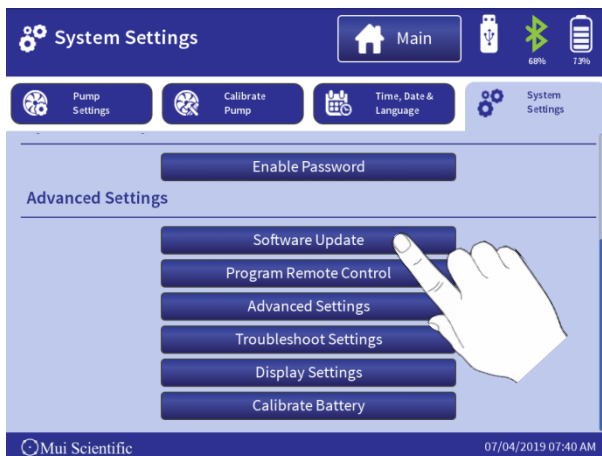 System Settings
Main
68%
73%
Pump
Settings
Calibrate
Pump
Time, Date &
Language
System
Settings
Enable Password
Advanced Settings
Software Update
Program Remote Control
Advanced Settings
Troubleshoot Settings
Display Settings
Calibrate Battery
Mui Scientific
07/04/2019 07:40 AM